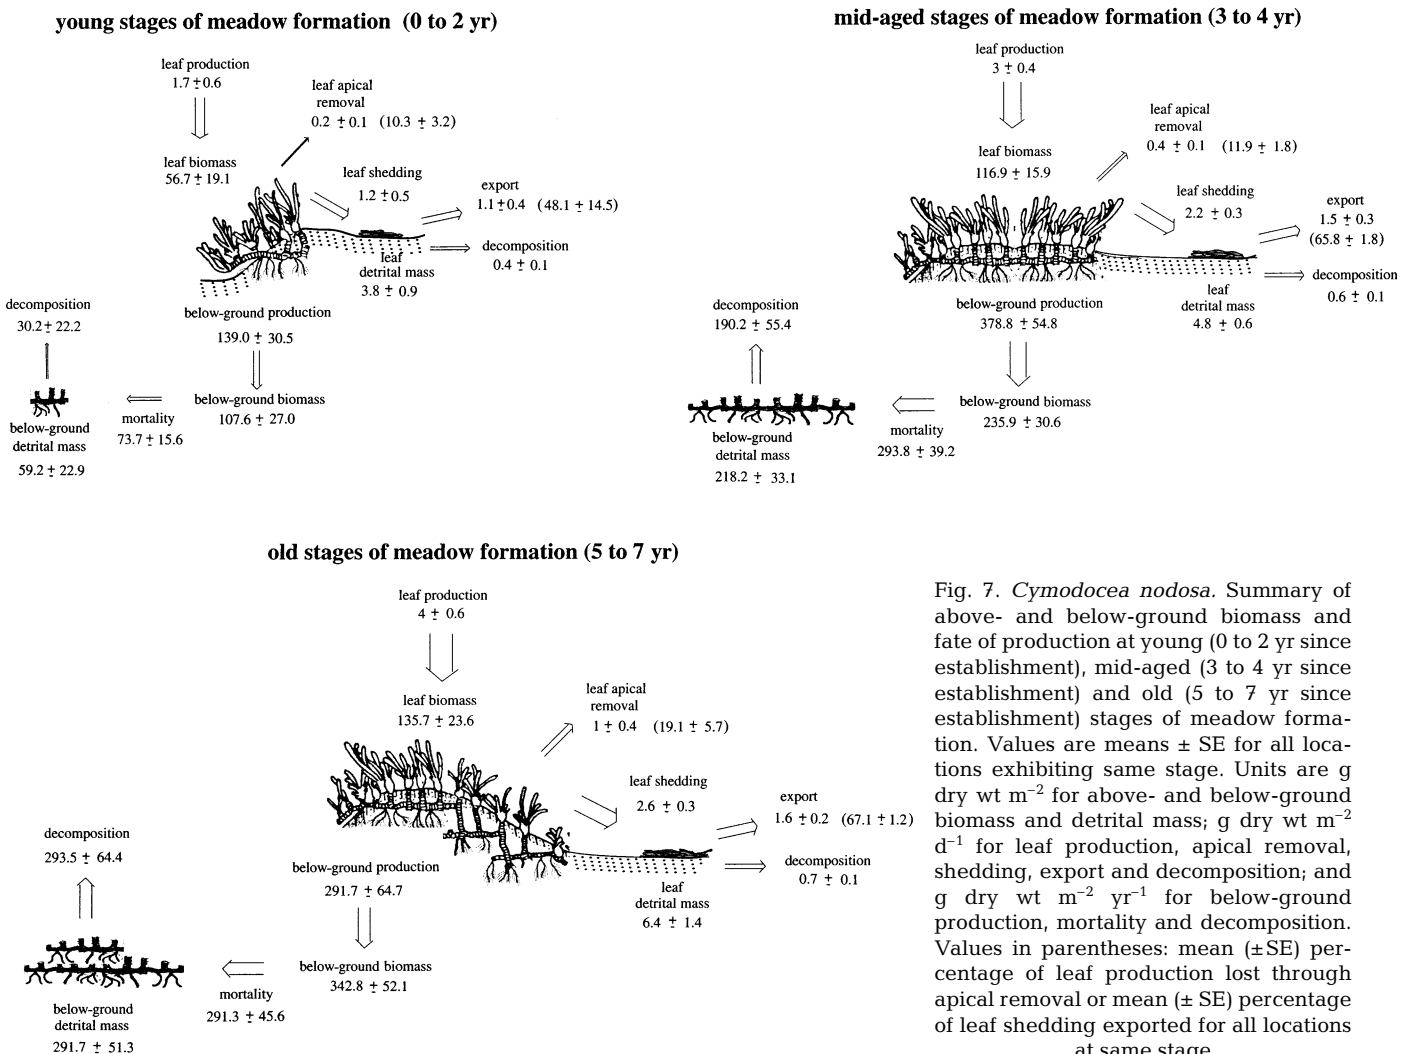 young stages of meadow formation (0 to 2 yr)
leaf production
1.7 ± 0.6
leaf apical
removal
0.2 ± 0.1 (10.3 ± 3.2)
leaf biomass
56.7 ± 19.1
leaf shedding
1.2 ± 0.5
export
1.1 ± 0.4 (48.1 ± 14.5)
decomposition
0.4 ± 0.1
leaf
detrital mass
3.8 ± 0.9
decomposition
30.2 ± 22.2
below-ground production
139.0 ± 30.5
below-ground biomass
107.6 ± 27.0
mortality
73.7 ± 15.6
below-ground
detrital mass
59.2 ± 22.9
mid-aged stages of meadow formation (3 to 4 yr)
leaf production
3 ± 0.4
leaf apical
removal
0.4 ± 0.1 (11.9 ± 1.8)
leaf biomass
116.9 ± 15.9
leaf shedding
2.2 ± 0.3
export
1.5 ± 0.3
(65.8 ± 1.8)
decomposition
0.6 ± 0.1
leaf
detrital mass
4.8 ± 0.6
decomposition
190.2 ± 55.4
below-ground production
378.8 ± 54.8
below-ground biomass
235.9 ± 30.6
mortality
293.8 ± 39.2
below-ground
detrital mass
218.2 ± 33.1
old stages of meadow formation (5 to 7 yr)
leaf production
4 ± 0.6
leaf biomass
135.7 ± 23.6
leaf apical
removal
1 ± 0.4 (19.1 ± 5.7)
leaf shedding
2.6 ± 0.3
export
1.6 ± 0.2 (67.1 ± 1.2)
decomposition
0.7 ± 0.1
leaf
detrital mass
6.4 ± 1.4
decomposition
293.5 ± 64.4
below-ground production
291.7 ± 64.7
below-ground biomass
342.8 ± 52.1
mortality
291.3 ± 45.6
below-ground
detrital mass
291.7 ± 51.3
Fig. 7. Cymodocea nodosa. Summary of
above- and below-ground biomass and
fate of production at young (0 to 2 yr since
establishment), mid-aged (3 to 4 yr since
establishment) and old (5 to 7 yr since
establishment) stages of meadow forma-
tion. Values are means ± SE for all loca-
tions exhibiting same stage. Units are g
dry wt m⁻² for above- and below-ground
biomass and detrital mass; g dry wt m⁻²
d⁻¹ for leaf production, apical removal,
shedding, export and decomposition; and
g dry wt m⁻² yr⁻¹ for below-ground
production, mortality and decomposition.
Values in parentheses: mean (±SE) per-
centage of leaf production lost through
apical removal or mean (± SE) percentage
of leaf shedding exported for all locations
at same stage